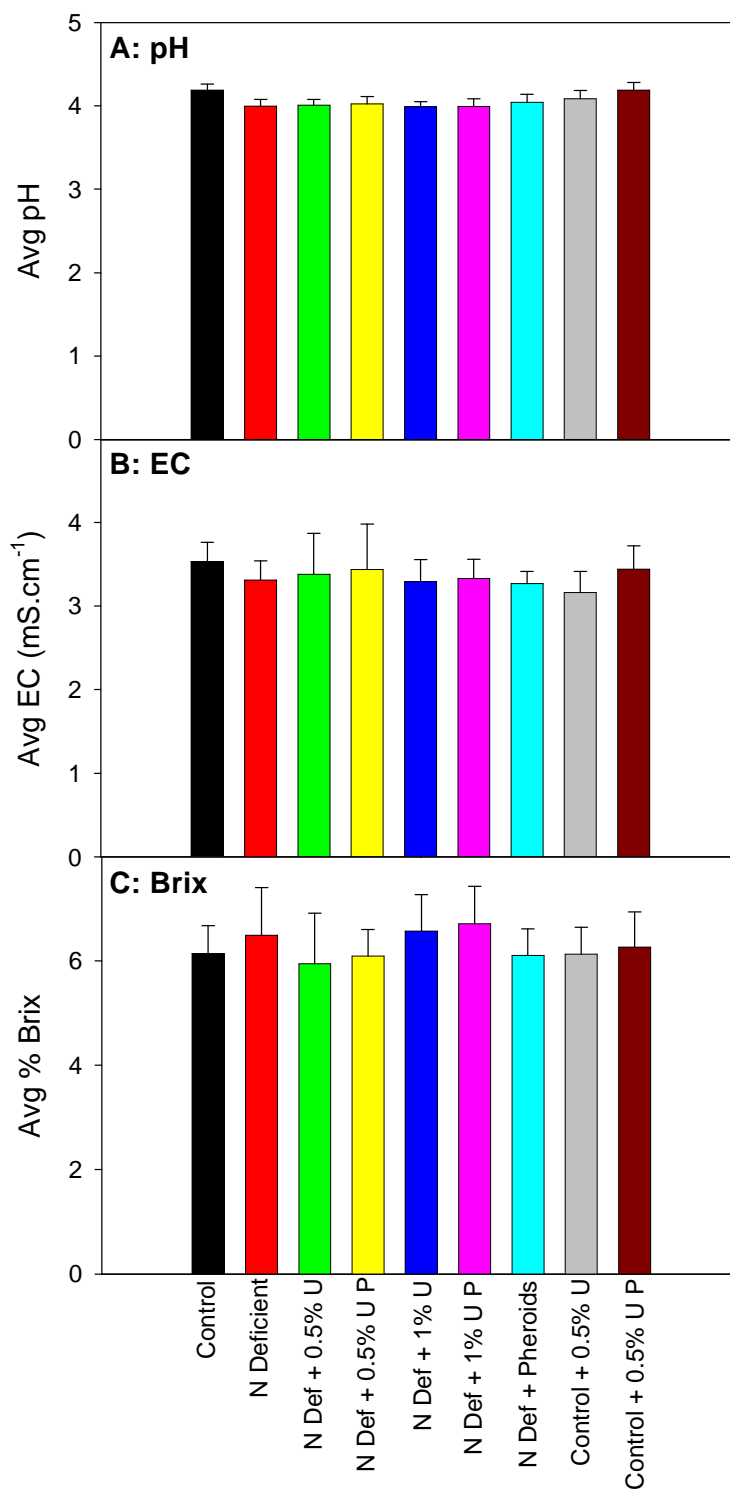 A: pH
5
4
3
2
1
0
Avg pH
B: EC
4
3
2
1
0
Avg EC (mS.cm⁻¹)
C: Brix
6
4
2
0
Avg % Brix
Control
N Deficient
N Def + 0.5% U
N Def + 0.5% U P
N Def + 1% U
N Def + 1% U P
N Def + Pheroids
Control + 0.5% U
Control + 0.5% U P